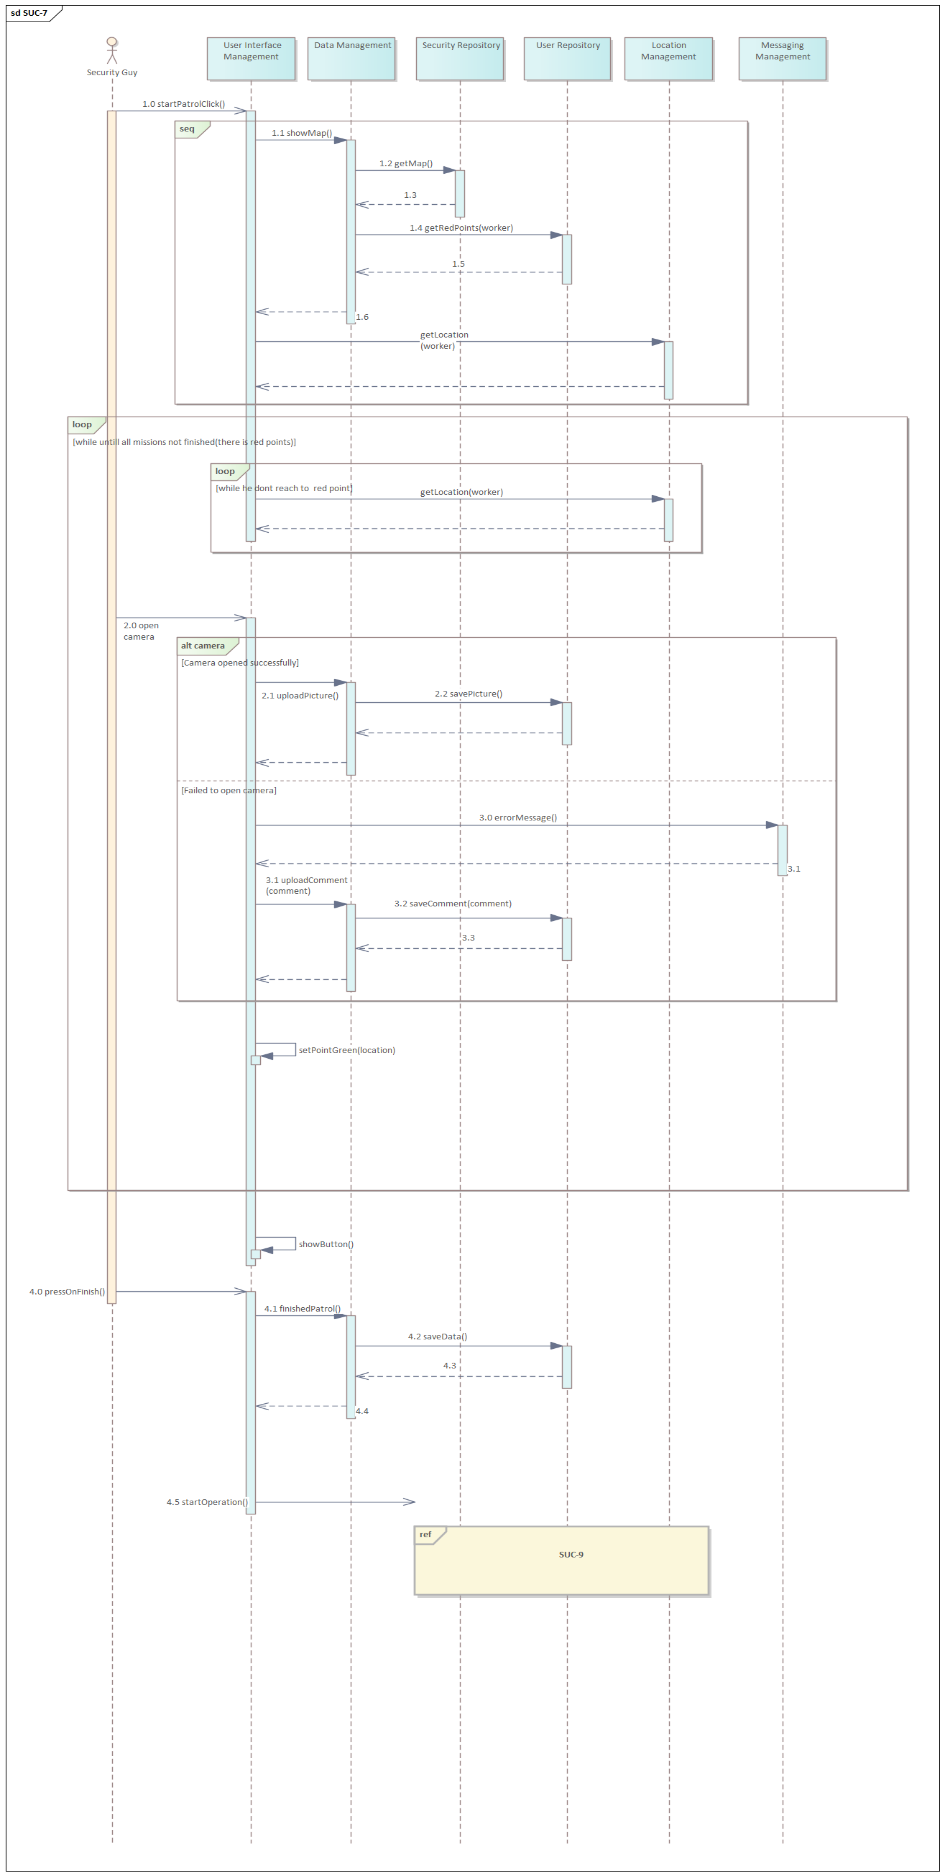 sd SUC-7
Security Guy
User Interface
Management
Data Management
Security Repository
User Repository
Location
Management
Messaging
Management
1.0 startPatrolClick()
seq
1.1 showMap()
1.2 getMap()
1.3
1.4 getRedPoints(worker)
1.5
1.6
getLocation
(worker)
loop
[while untill all missions not finished(there is red points)]
loop
[while he dont reach to  red point]
getLocation(worker)
2.0 open
camera
alt camera
[Camera opened successfully]
2.1 uploadPicture()
2.2 savePicture()
[Failed to open camera]
3.0 errorMessage()
3.1
3.1 uploadComment
(comment)
3.2 saveComment(comment)
3.3
setPointGreen(location)
showButton()
4.0 pressOnFinish()
4.1 finishedPatrol()
4.2 saveData()
4.3
4.4
4.5 startOperation()
ref
SUC-9